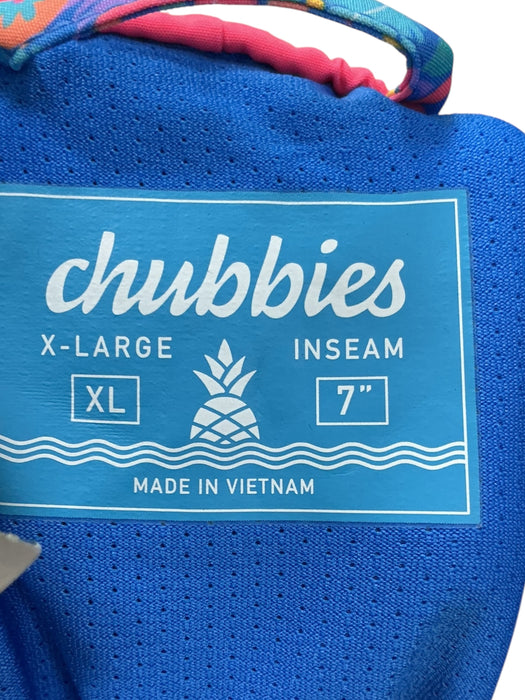 chubbies
X-LARGE INSEAM
XL 7”
MADE IN VIETNAM